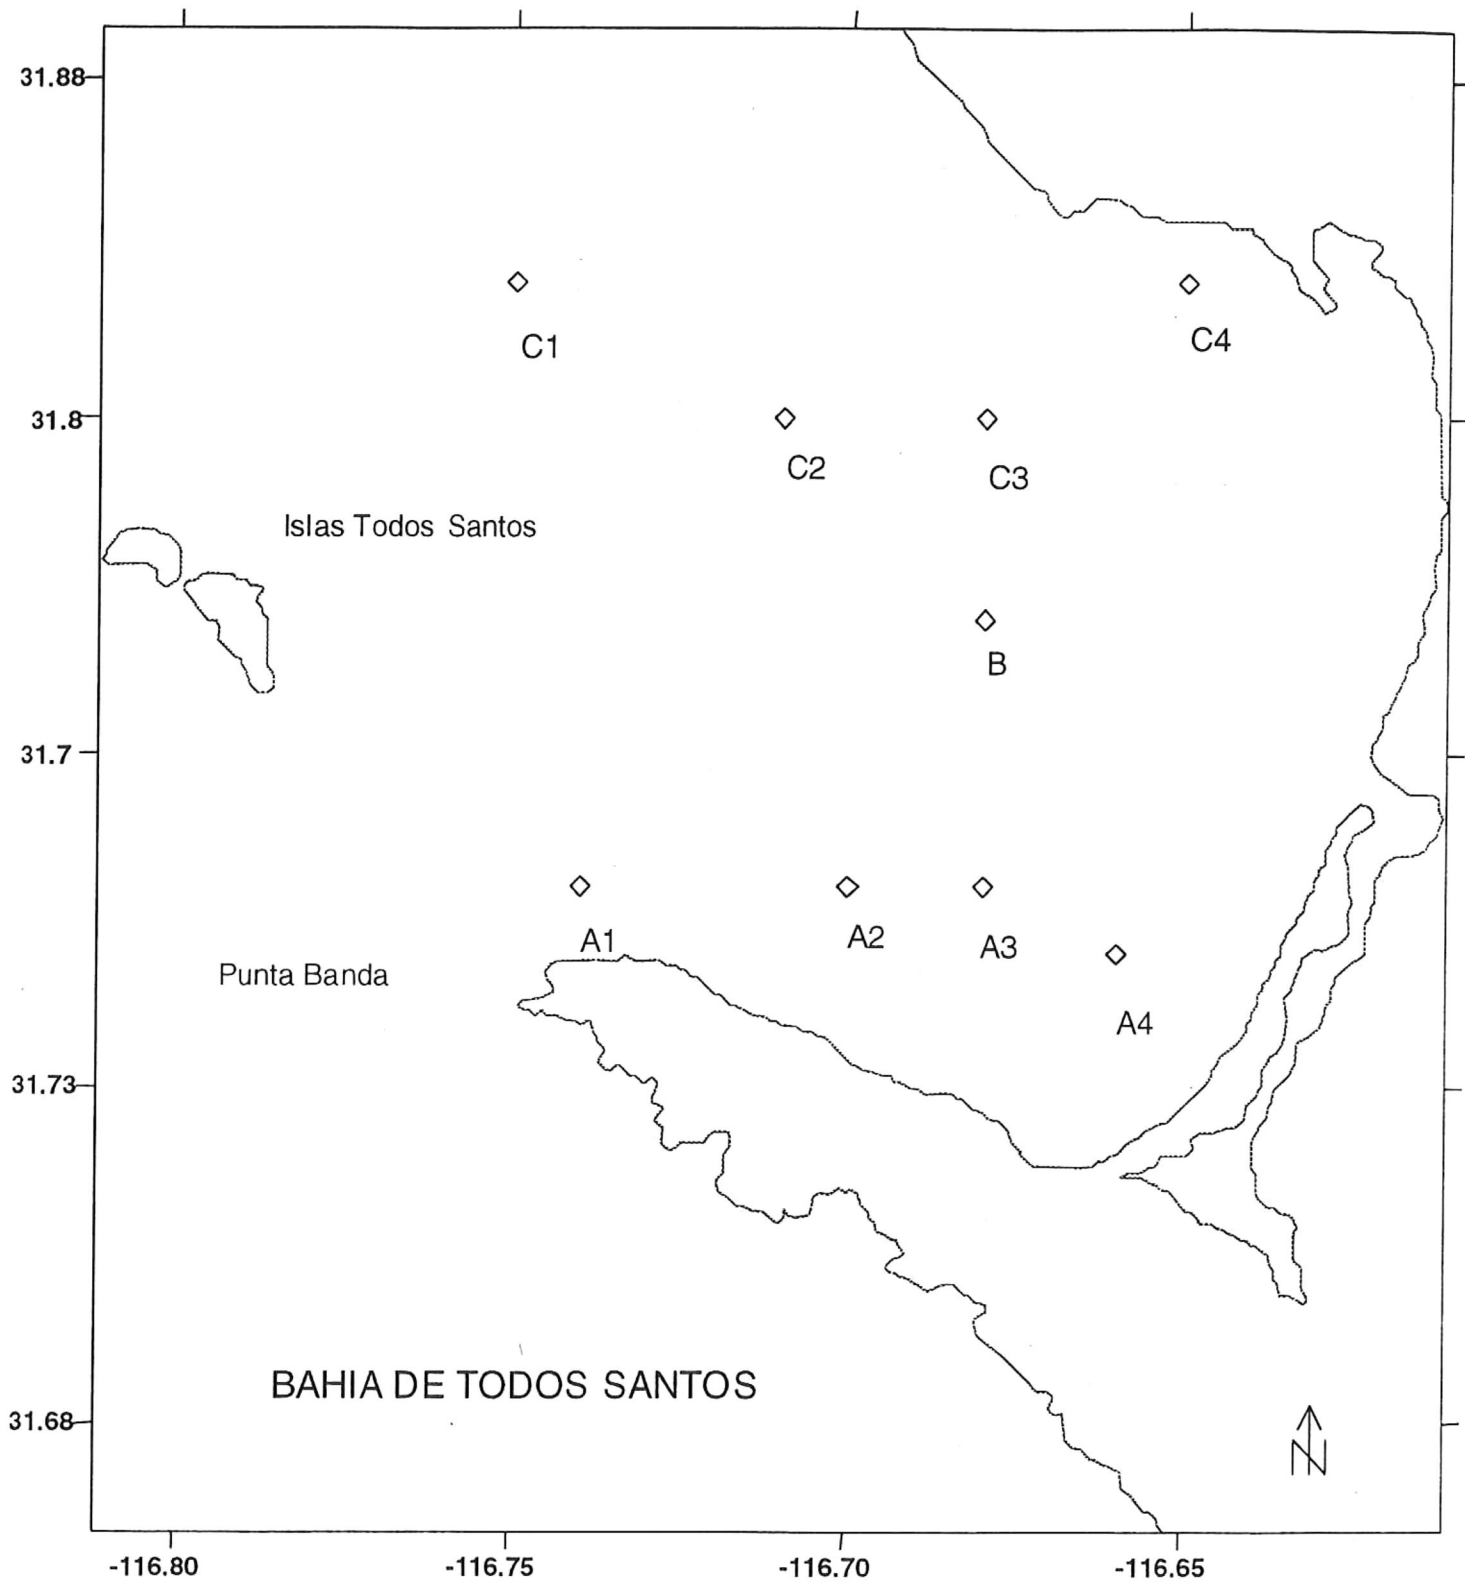 31.88
C1
C4
31.8
C2
C3
Islas Todos Santos
B
31.7
A1
A2
A3
Punta Banda
A4
31.73
BAHIA DE TODOS SANTOS
31.68
N
-116.80
-116.75
-116.70
-116.65